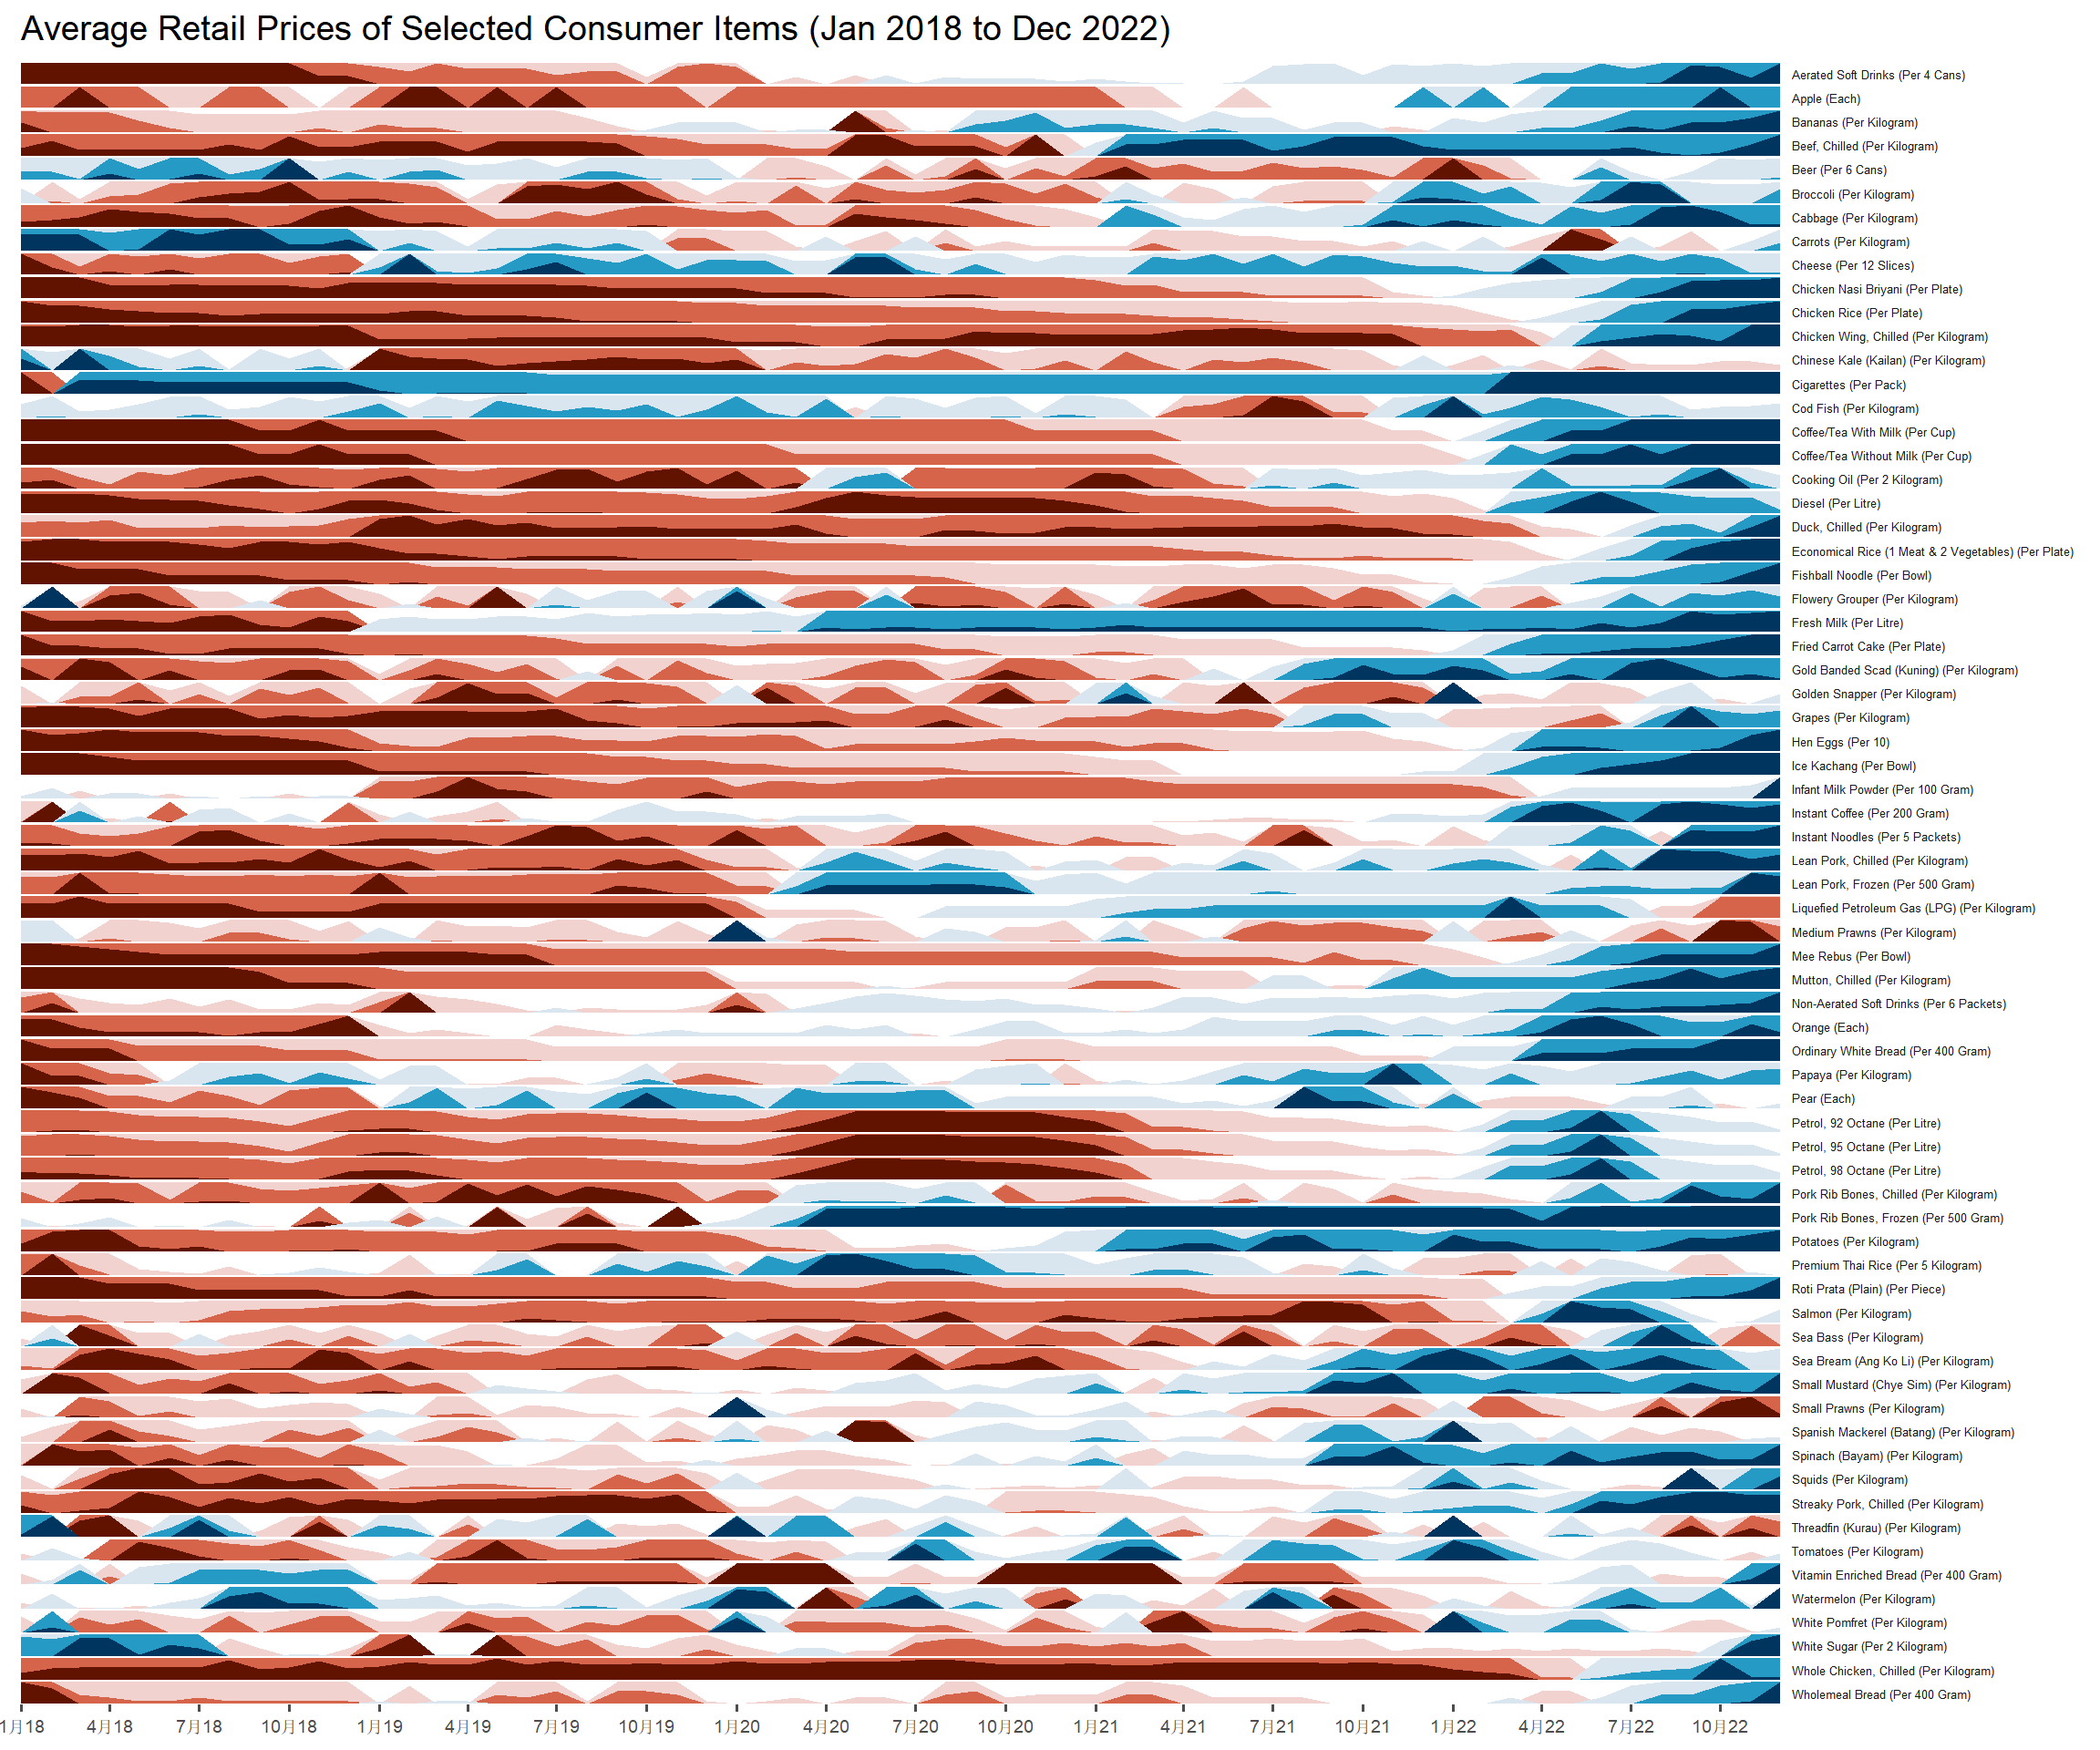 Average Retail Prices of Selected Consumer Items (Jan 2018 to Dec 2022)
Aerated Soft Drinks (Per 4 Cans)
Apple (Each)
Bananas (Per Kilogram)
Beef, Chilled (Per Kilogram)
Beer (Per 6 Cans)
Broccoli (Per Kilogram)
Cabbage (Per Kilogram)
Carrots (Per Kilogram)
Cheese (Per 12 Slices)
Chicken Nasi Briyani (Per Plate)
Chicken Rice (Per Plate)
Chicken Wing, Chilled (Per Kilogram)
Chinese Kale (Kailan) (Per Kilogram)
Cigarettes (Per Pack)
Cod Fish (Per Kilogram)
Coffee/Tea With Milk (Per Cup)
Coffee/Tea Without Milk (Per Cup)
Cooking Oil (Per 2 Kilogram)
Diesel (Per Litre)
Duck, Chilled (Per Kilogram)
Economical Rice (1 Meat & 2 Vegetables) (Per Plate)
Fishball Noodle (Per Bowl)
Flowery Grouper (Per Kilogram)
Fresh Milk (Per Litre)
Fried Carrot Cake (Per Plate)
Gold Banded Scad (Kuning) (Per Kilogram)
Golden Snapper (Per Kilogram)
Grapes (Per Kilogram)
Hen Eggs (Per 10)
Ice Kachang (Per Bowl)
Infant Milk Powder (Per 100 Gram)
Instant Coffee (Per 200 Gram)
Instant Noodles (Per 5 Packets)
Lean Pork, Chilled (Per Kilogram)
Lean Pork, Frozen (Per 500 Gram)
Liquefied Petroleum Gas (LPG) (Per Kilogram)
Medium Prawns (Per Kilogram)
Mee Rebus (Per Bowl)
Mutton, Chilled (Per Kilogram)
Non-Aerated Soft Drinks (Per 6 Packets)
Orange (Each)
Ordinary White Bread (Per 400 Gram)
Papaya (Per Kilogram)
Pear (Each)
Petrol, 92 Octane (Per Litre)
Petrol, 95 Octane (Per Litre)
Petrol, 98 Octane (Per Litre)
Pork Rib Bones, Chilled (Per Kilogram)
Pork Rib Bones, Frozen (Per 500 Gram)
Potatoes (Per Kilogram)
Premium Thai Rice (Per 5 Kilogram)
Roti Prata (Plain) (Per Piece)
Salmon (Per Kilogram)
Sea Bass (Per Kilogram)
Sea Bream (Ang Ko Li) (Per Kilogram)
Small Mustard (Chye Sim) (Per Kilogram)
Small Prawns (Per Kilogram)
Spanish Mackerel (Batang) (Per Kilogram)
Spinach (Bayam) (Per Kilogram)
Squids (Per Kilogram)
Streaky Pork, Chilled (Per Kilogram)
Threadfin (Kurau) (Per Kilogram)
Tomatoes (Per Kilogram)
Vitamin Enriched Bread (Per 400 Gram)
Watermelon (Per Kilogram)
White Pomfret (Per Kilogram)
White Sugar (Per 2 Kilogram)
Whole Chicken, Chilled (Per Kilogram)
Wholemeal Bread (Per 400 Gram)
1月18 4月18 7月18 10月18 1月19 4月19 7月19 10月19 1月20 4月20 7月20 10月20 1月21 4月21 7月21 10月21 1月22 4月22 7月22 10月22